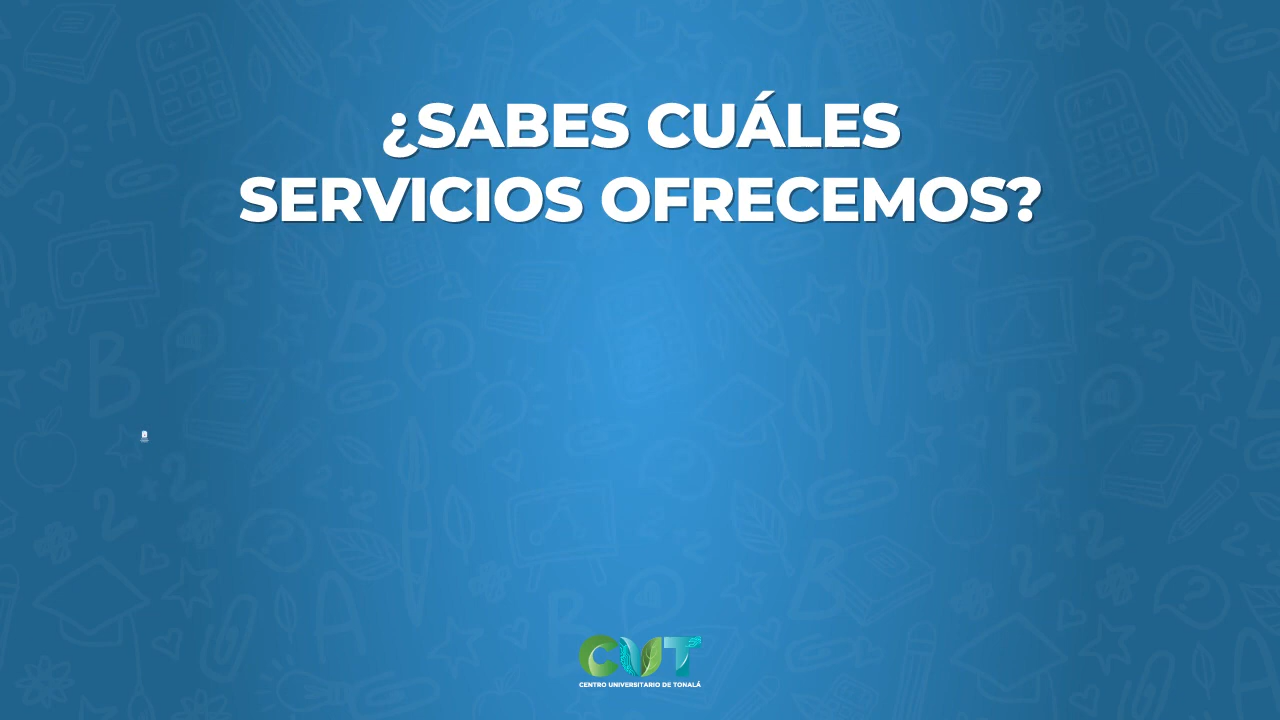 ¿SABES CUÁLES
SERVICIOS OFRECEMOS?
CUT
CENTRO UNIVERSITARIO DE TONALÁ